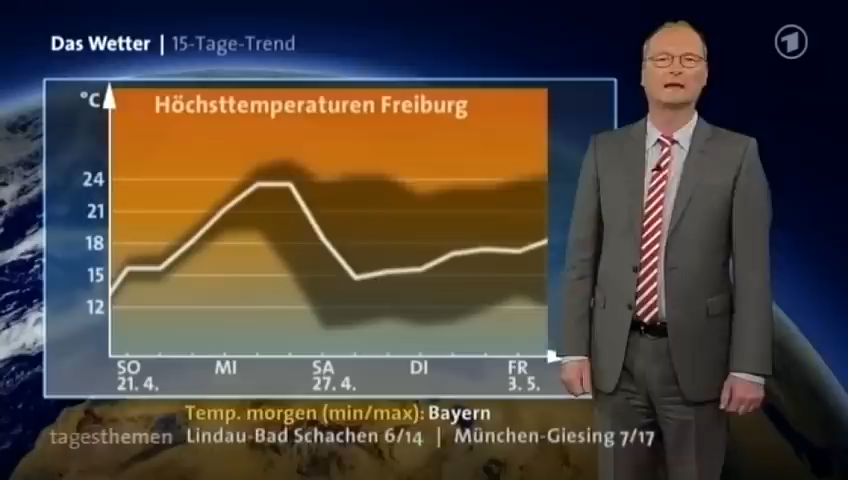 Das Wetter | 15-Tage-Trend
1
°C
Höchsttemperaturen Freiburg
24
21
18
15
12
SO MI SA DI FR
21. 4. 27. 4. 3. 5.
Temp. morgen (min/max): Bayern
tagesthemen Lindau-Bad Schachen 6/14 | München-Giesing 7/17